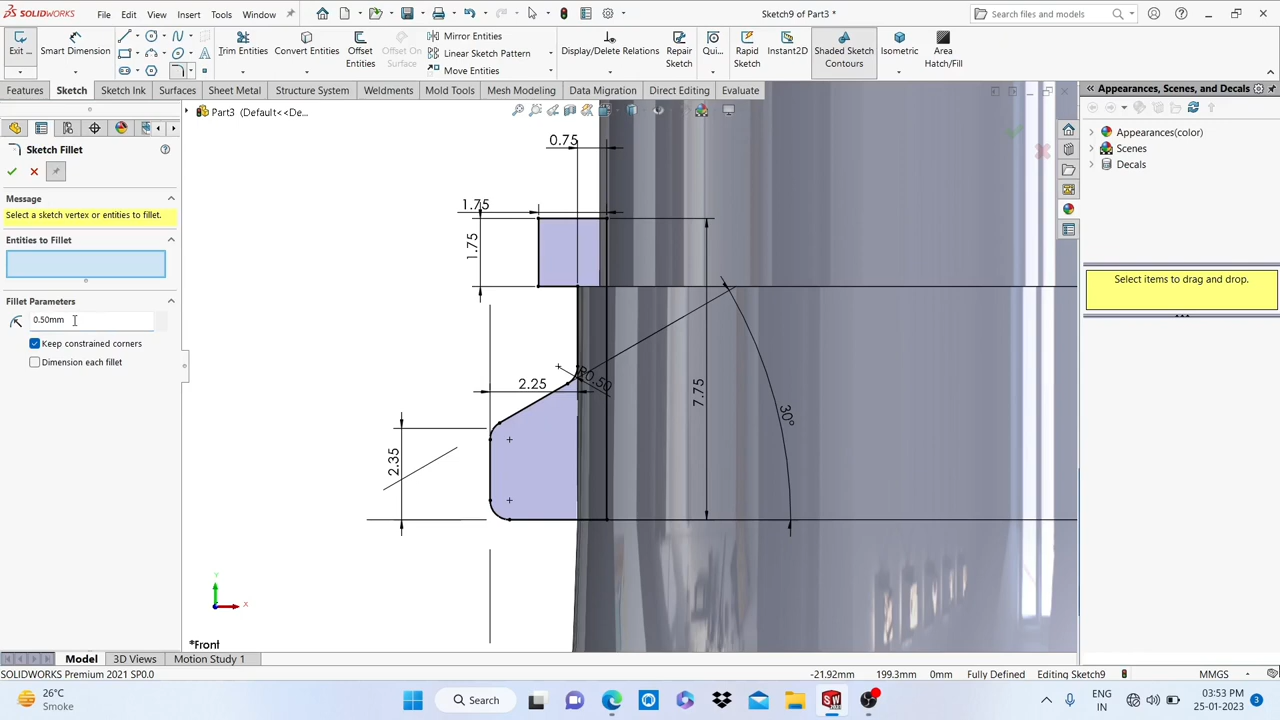 SOLIDWORKS
File
Edit
View
Insert
Tools
Window
Sketch9 of Part3 *
Search files and models
Exit ...
Smart Dimension
Trim Entities
Convert Entities
Offset
Entities
Offset On
Surface
Mirror Entities
Linear Sketch Pattern
Move Entities
Display/Delete Relations
Repair
Sketch
Qui...
Rapid
Sketch
Instant2D
Shaded Sketch
Contours
Isometric
Area
Hatch/Fill
Features
Sketch
Sketch Ink
Surfaces
Sheet Metal
Structure System
Weldments
Mold Tools
Mesh Modeling
Data Migration
Direct Editing
Evaluate
Appearances, Scenes, and Decals
Part3 (Default<<De...
Appearances(color)
Scenes
Decals
Sketch Fillet
Message
Select a sketch vertex or entities to fillet.
Entities to Fillet
Fillet Parameters
0.50mm
Keep constrained corners
Dimension each fillet
0.75
1.75
1.75
2.25
R0.50
7.75
30°
2.35
Select items to drag and drop.
Y
X
*Front
Model
3D Views
Motion Study 1
SOLIDWORKS Premium 2021 SP0.0
-21.92mm
199.3mm
0mm
Fully Defined
Editing Sketch9
MMGS
26°C
Smoke
Search
ENG
IN
03:53 PM
25-01-2023
3